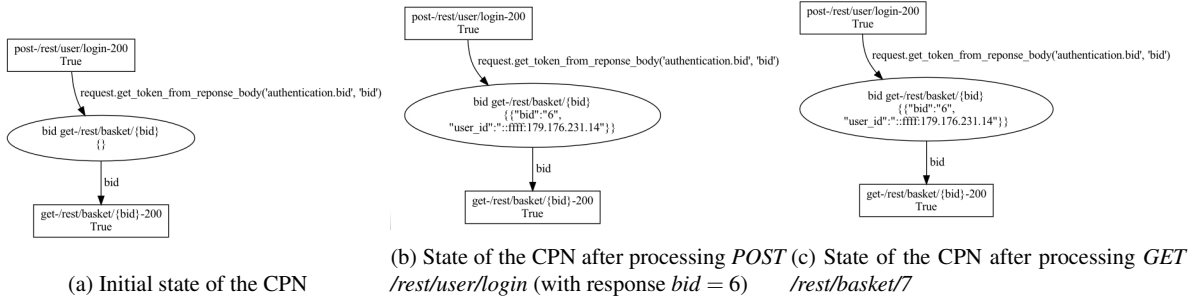 post-/rest/user/login-200
True
request.get_token_from_reponse_body('authentication.bid', 'bid')
bid get-/rest/basket/{bid}
{}
bid
get-/rest/basket/{bid}-200
True
(a) Initial state of the CPN
post-/rest/user/login-200
True
request.get_token_from_reponse_body('authentication.bid', 'bid')
bid get-/rest/basket/{bid}
{{"bid":"6",
"user_id":"::ffff:179.176.231.14"}}
bid
get-/rest/basket/{bid}-200
True
(b) State of the CPN after processing POST
/rest/user/login (with response bid = 6)
post-/rest/user/login-200
True
request.get_token_from_reponse_body('authentication.bid', 'bid')
bid get-/rest/basket/{bid}
{{"bid":"6",
"user_id":"::ffff:179.176.231.14"}}
bid
get-/rest/basket/{bid}-200
True
(c) State of the CPN after processing GET
/rest/basket/7